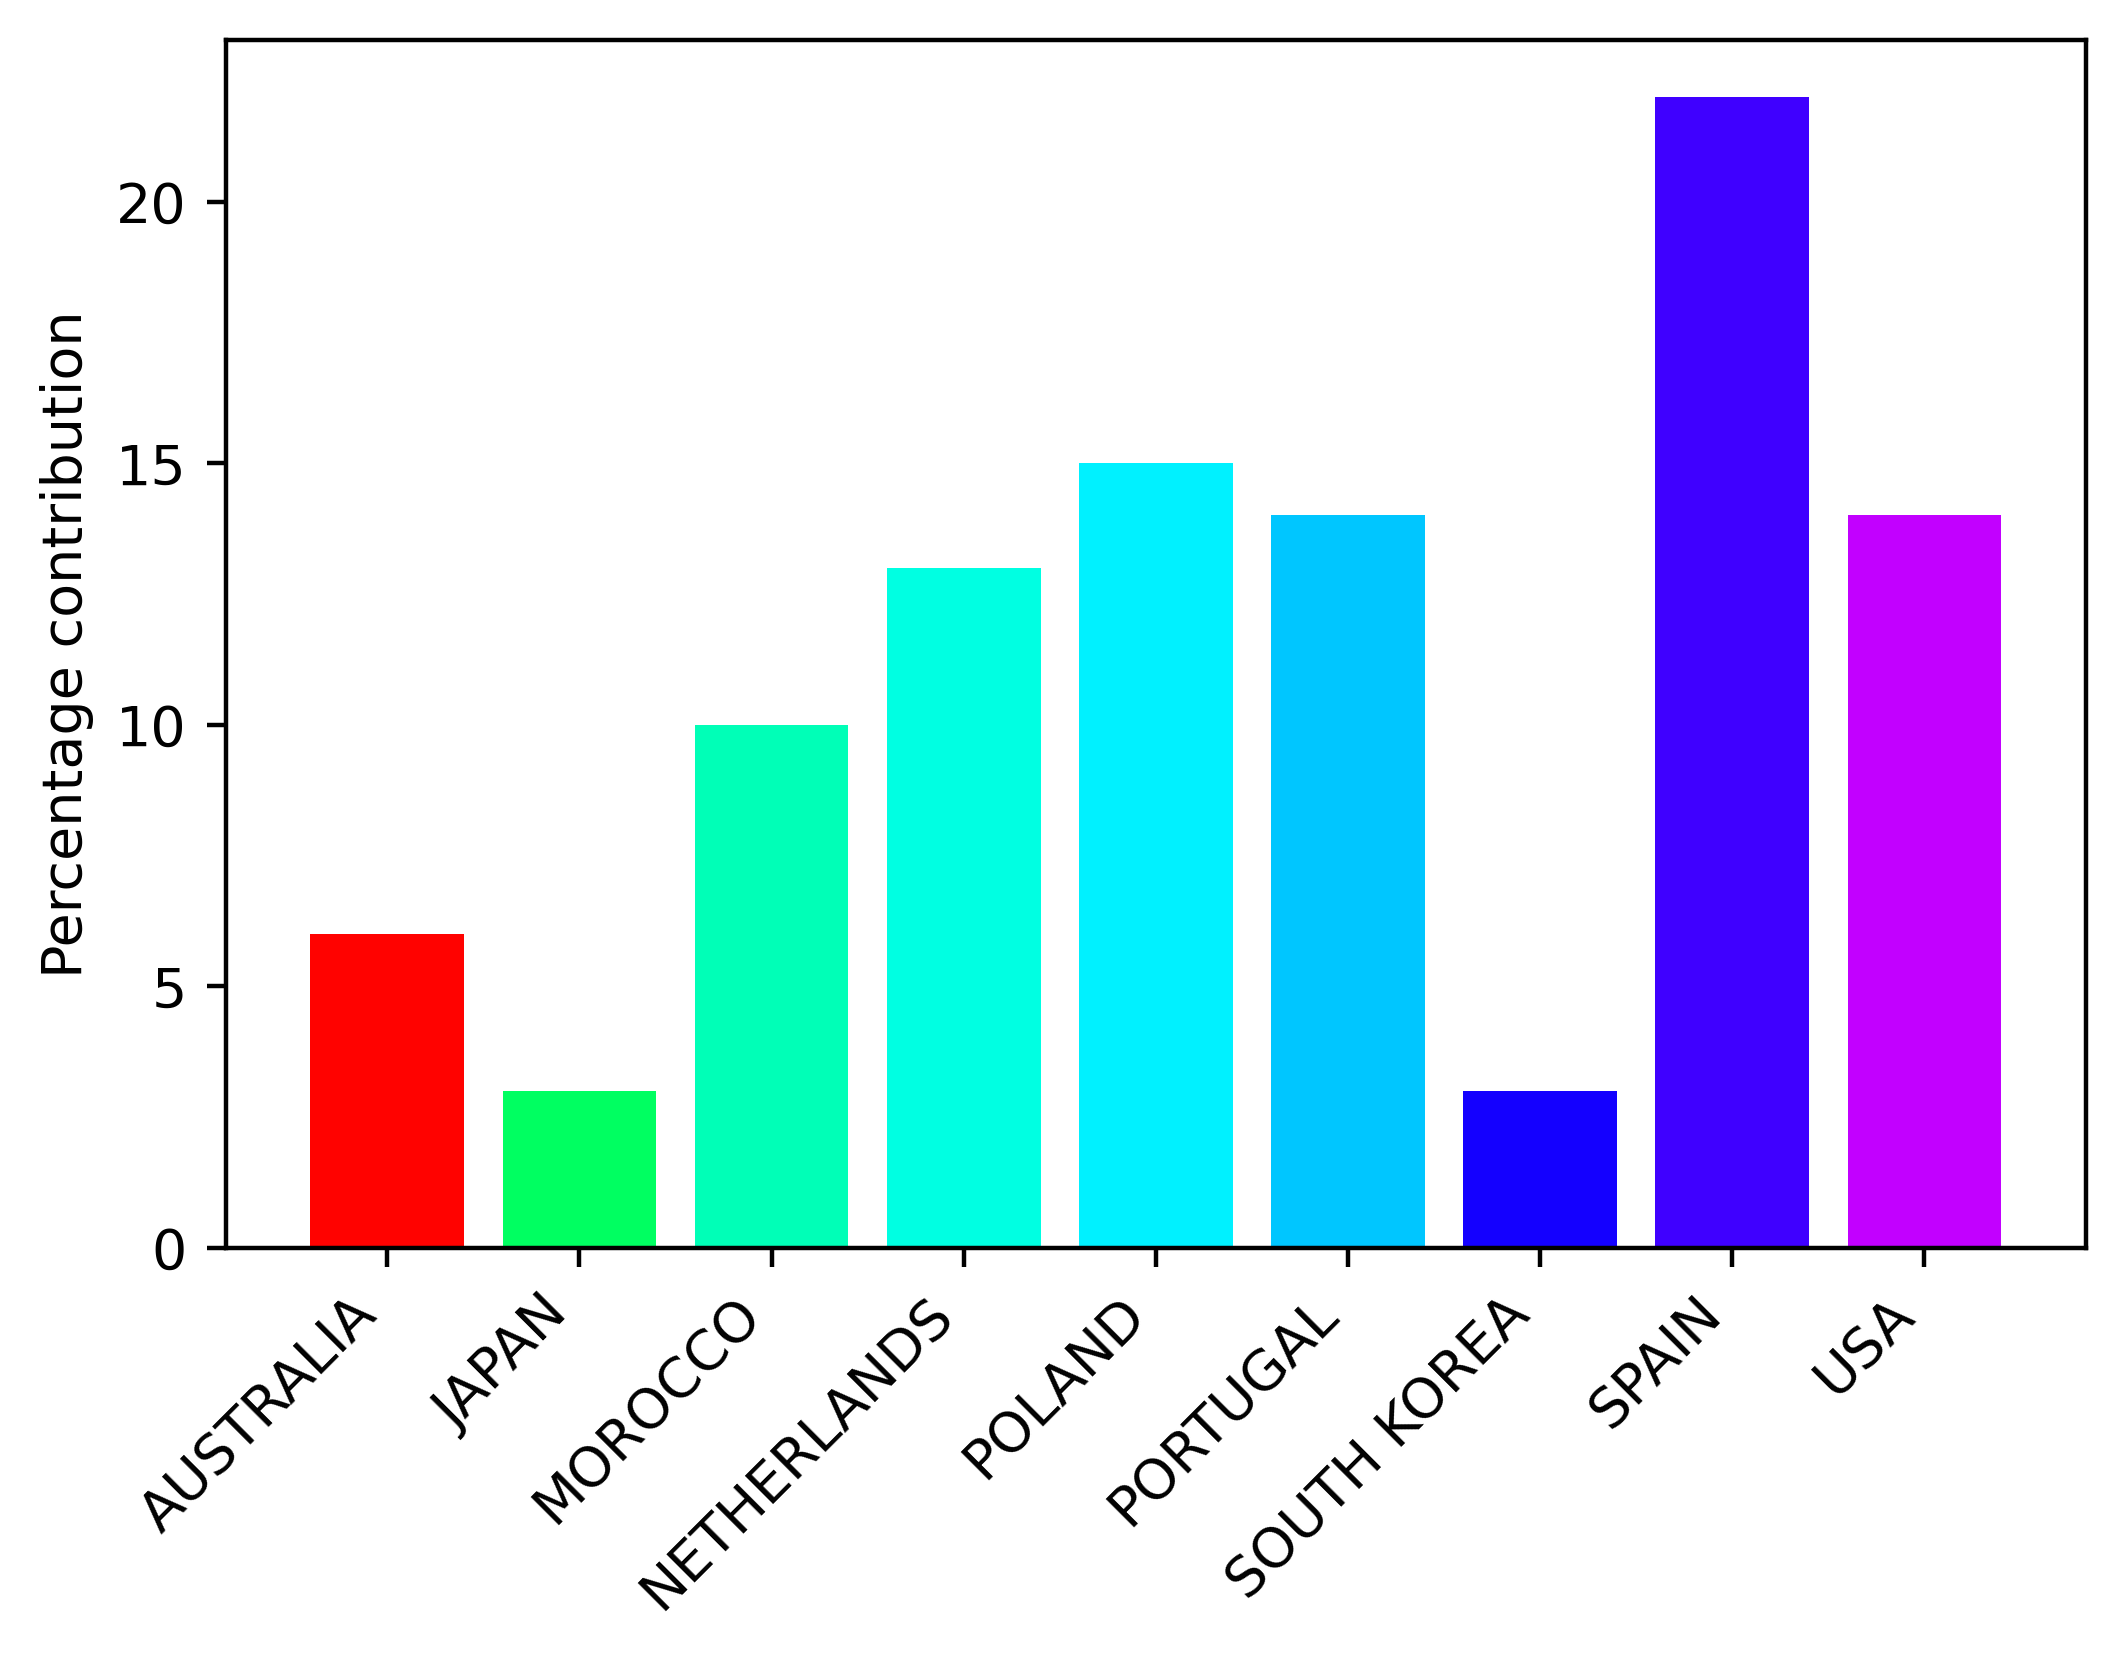 Percentage contribution
20
15
10
5
0
AUSTRALIA
JAPAN
MOROCCO
NETHERLANDS
POLAND
PORTUGAL
SOUTH KOREA
SPAIN
USA